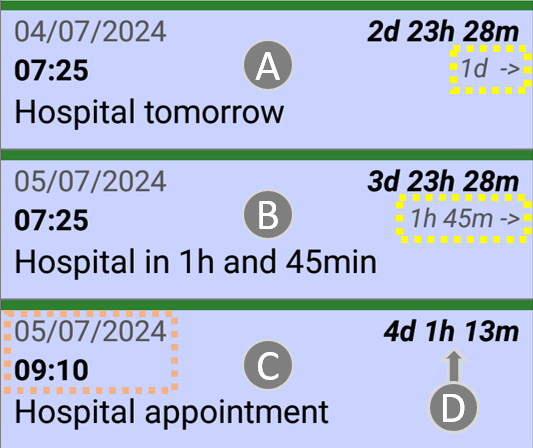 04/07/2024 2d 23h 28m
07:25 A 1d ->
Hospital tomorrow
05/07/2024 3d 23h 28m
07:25 B 1h 45m ->
Hospital in 1h and 45min
05/07/2024 4d 1h 13m
09:10 C
D
Hospital appointment